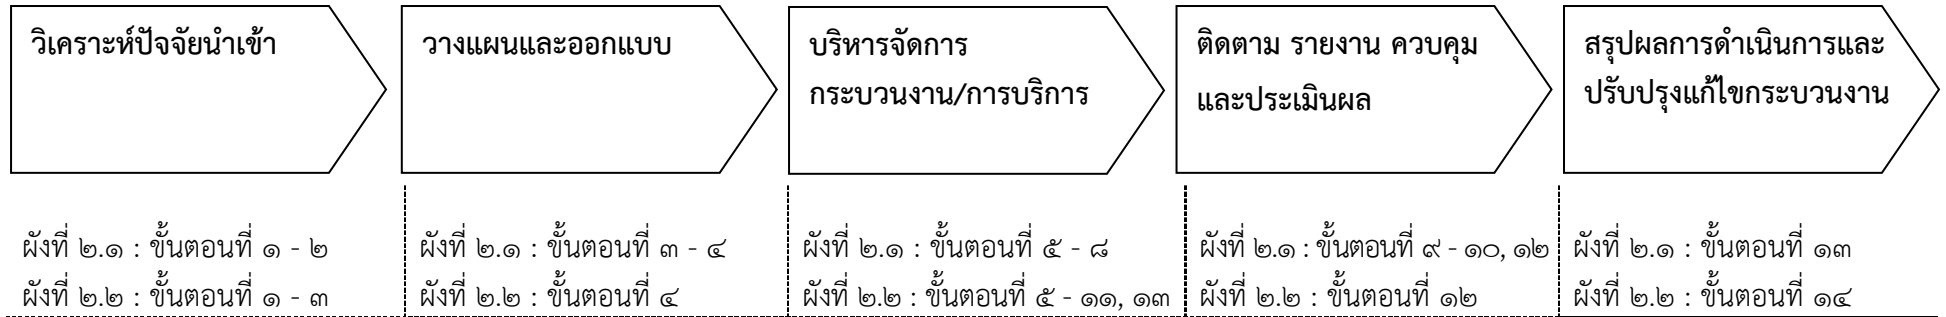 วิเคราะห์ปัจจัยนำเข้า
วางแผนและออกแบบ
บริหารจัดการ
กระบวนงาน/การบริการ
ติดตาม รายงาน ควบคุม
และประเมินผล
สรุปผลการดำเนินการและ
ปรับปรุงแก้ไขกระบวนงาน
ผังที่ ๒.๑ : ขั้นตอนที่ ๑ - ๒
ผังที่ ๒.๒ : ขั้นตอนที่ ๑ - ๓
ผังที่ ๒.๑ : ขั้นตอนที่ ๓ - ๔
ผังที่ ๒.๒ : ขั้นตอนที่ ๔
ผังที่ ๒.๑ : ขั้นตอนที่ ๕ - ๘
ผังที่ ๒.๒ : ขั้นตอนที่ ๕ - ๑๑, ๑๓
ผังที่ ๒.๑ : ขั้นตอนที่ ๙ - ๑๐, ๑๒
ผังที่ ๒.๒ : ขั้นตอนที่ ๑๒
ผังที่ ๒.๑ : ขั้นตอนที่ ๑๓
ผังที่ ๒.๒ : ขั้นตอนที่ ๑๔